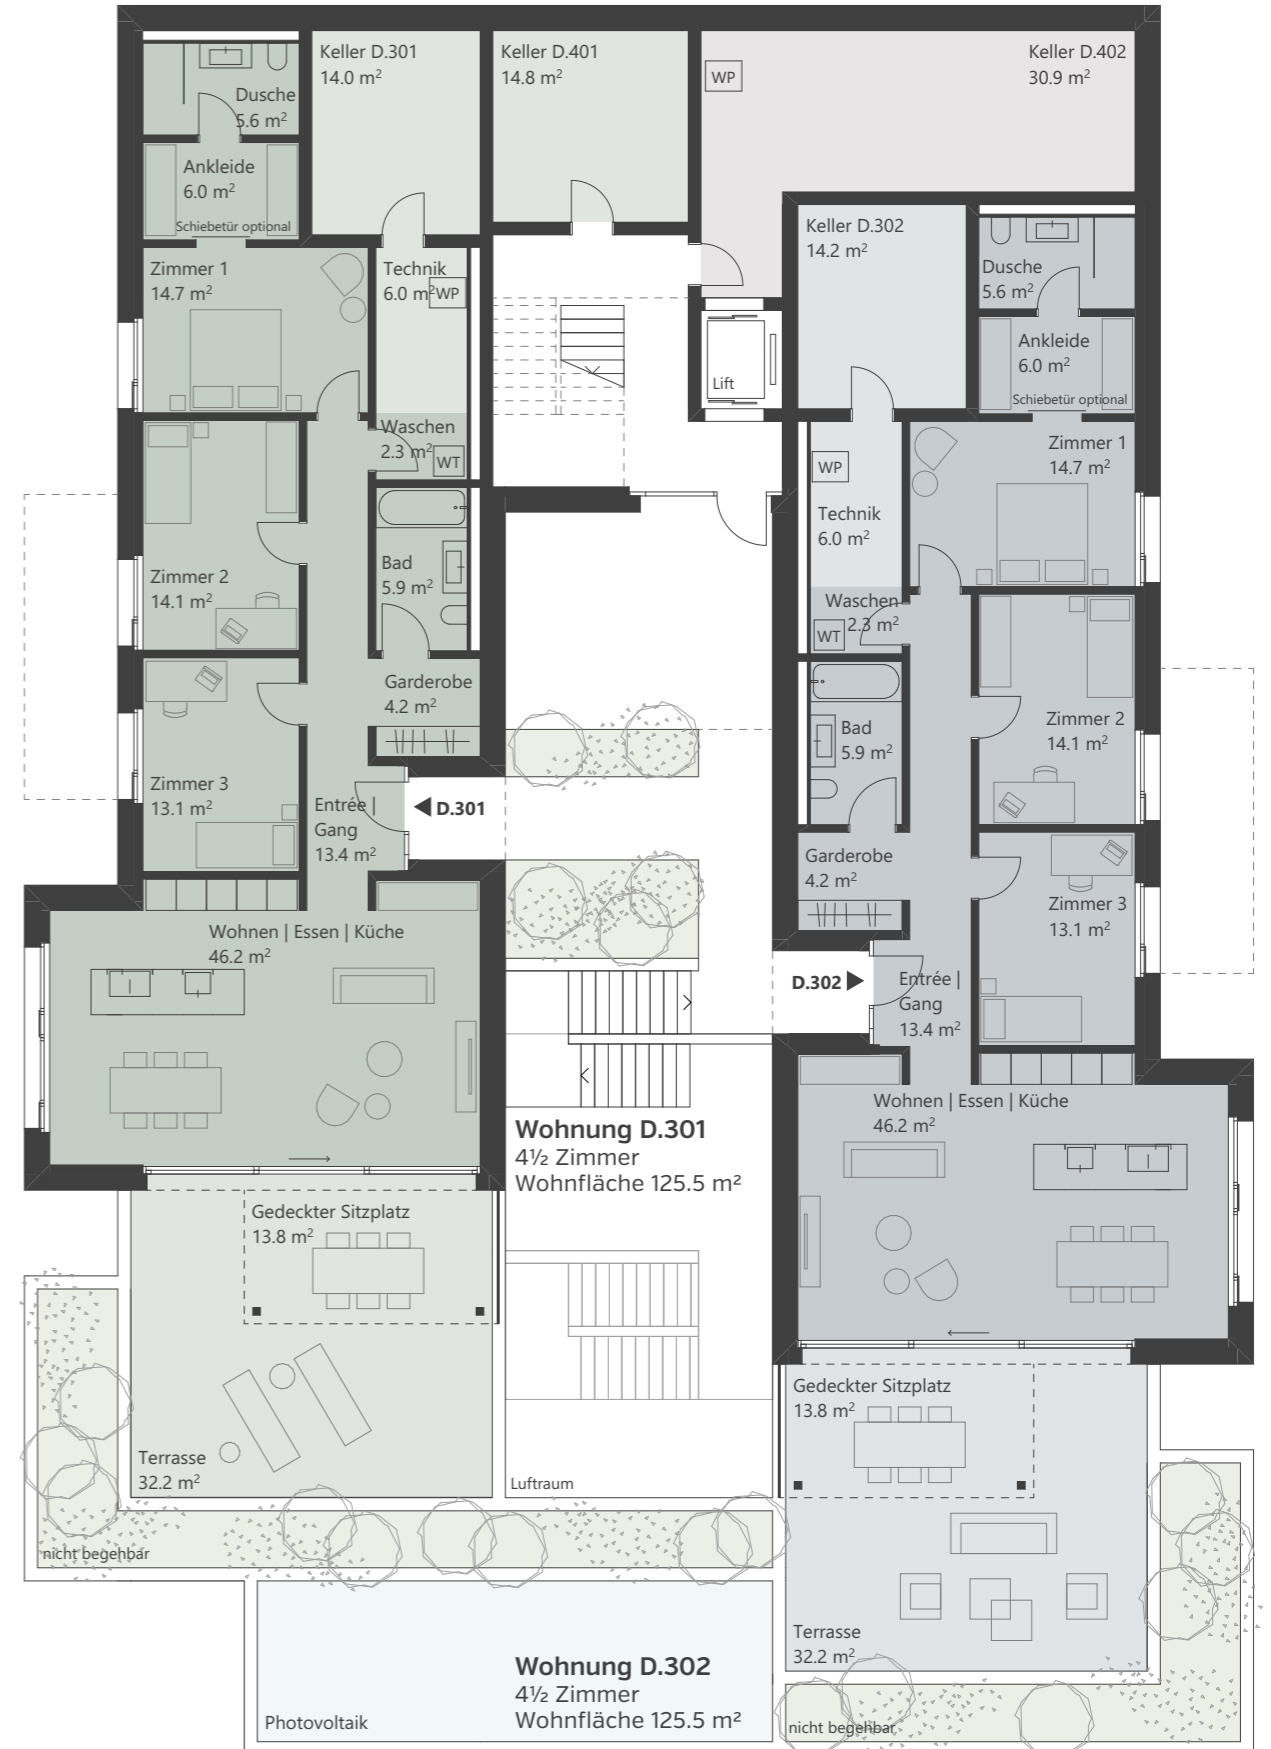 Keller D.301
14.0 m²
Keller D.401
14.8 m²
Keller D.402
30.9 m²
WP
Dusche
5.6 m²
Ankleide
6.0 m²
Schiebetür optional
Zimmer 1
14.7 m²
Technik
6.0 m²
WP
Waschen
2.3 m²
WT
Lift
Keller D.302
14.2 m²
Dusche
5.6 m²
Ankleide
6.0 m²
Schiebetür optional
Zimmer 1
14.7 m²
WP
Technik
6.0 m²
Waschen
2.3 m²
WT
Zimmer 2
14.1 m²
Bad
5.9 m²
Garderobe
4.2 m²
Zimmer 3
13.1 m²
Entrée |
Gang
13.4 m²
D.301
Zimmer 2
14.1 m²
Bad
5.9 m²
Garderobe
4.2 m²
Zimmer 3
13.1 m²
D.302
Entrée |
Gang
13.4 m²
Wohnen | Essen | Küche
46.2 m²
Wohnen | Essen | Küche
46.2 m²
Wohnung D.301
4½ Zimmer
Wohnfläche 125.5 m²
Gedeckter Sitzplatz
13.8 m²
Terrasse
32.2 m²
Luftraum
Gedeckter Sitzplatz
13.8 m²
nicht begehbar
Terrasse
32.2 m²
Wohnung D.302
4½ Zimmer
Wohnfläche 125.5 m²
Photovoltaik
nicht begehbar